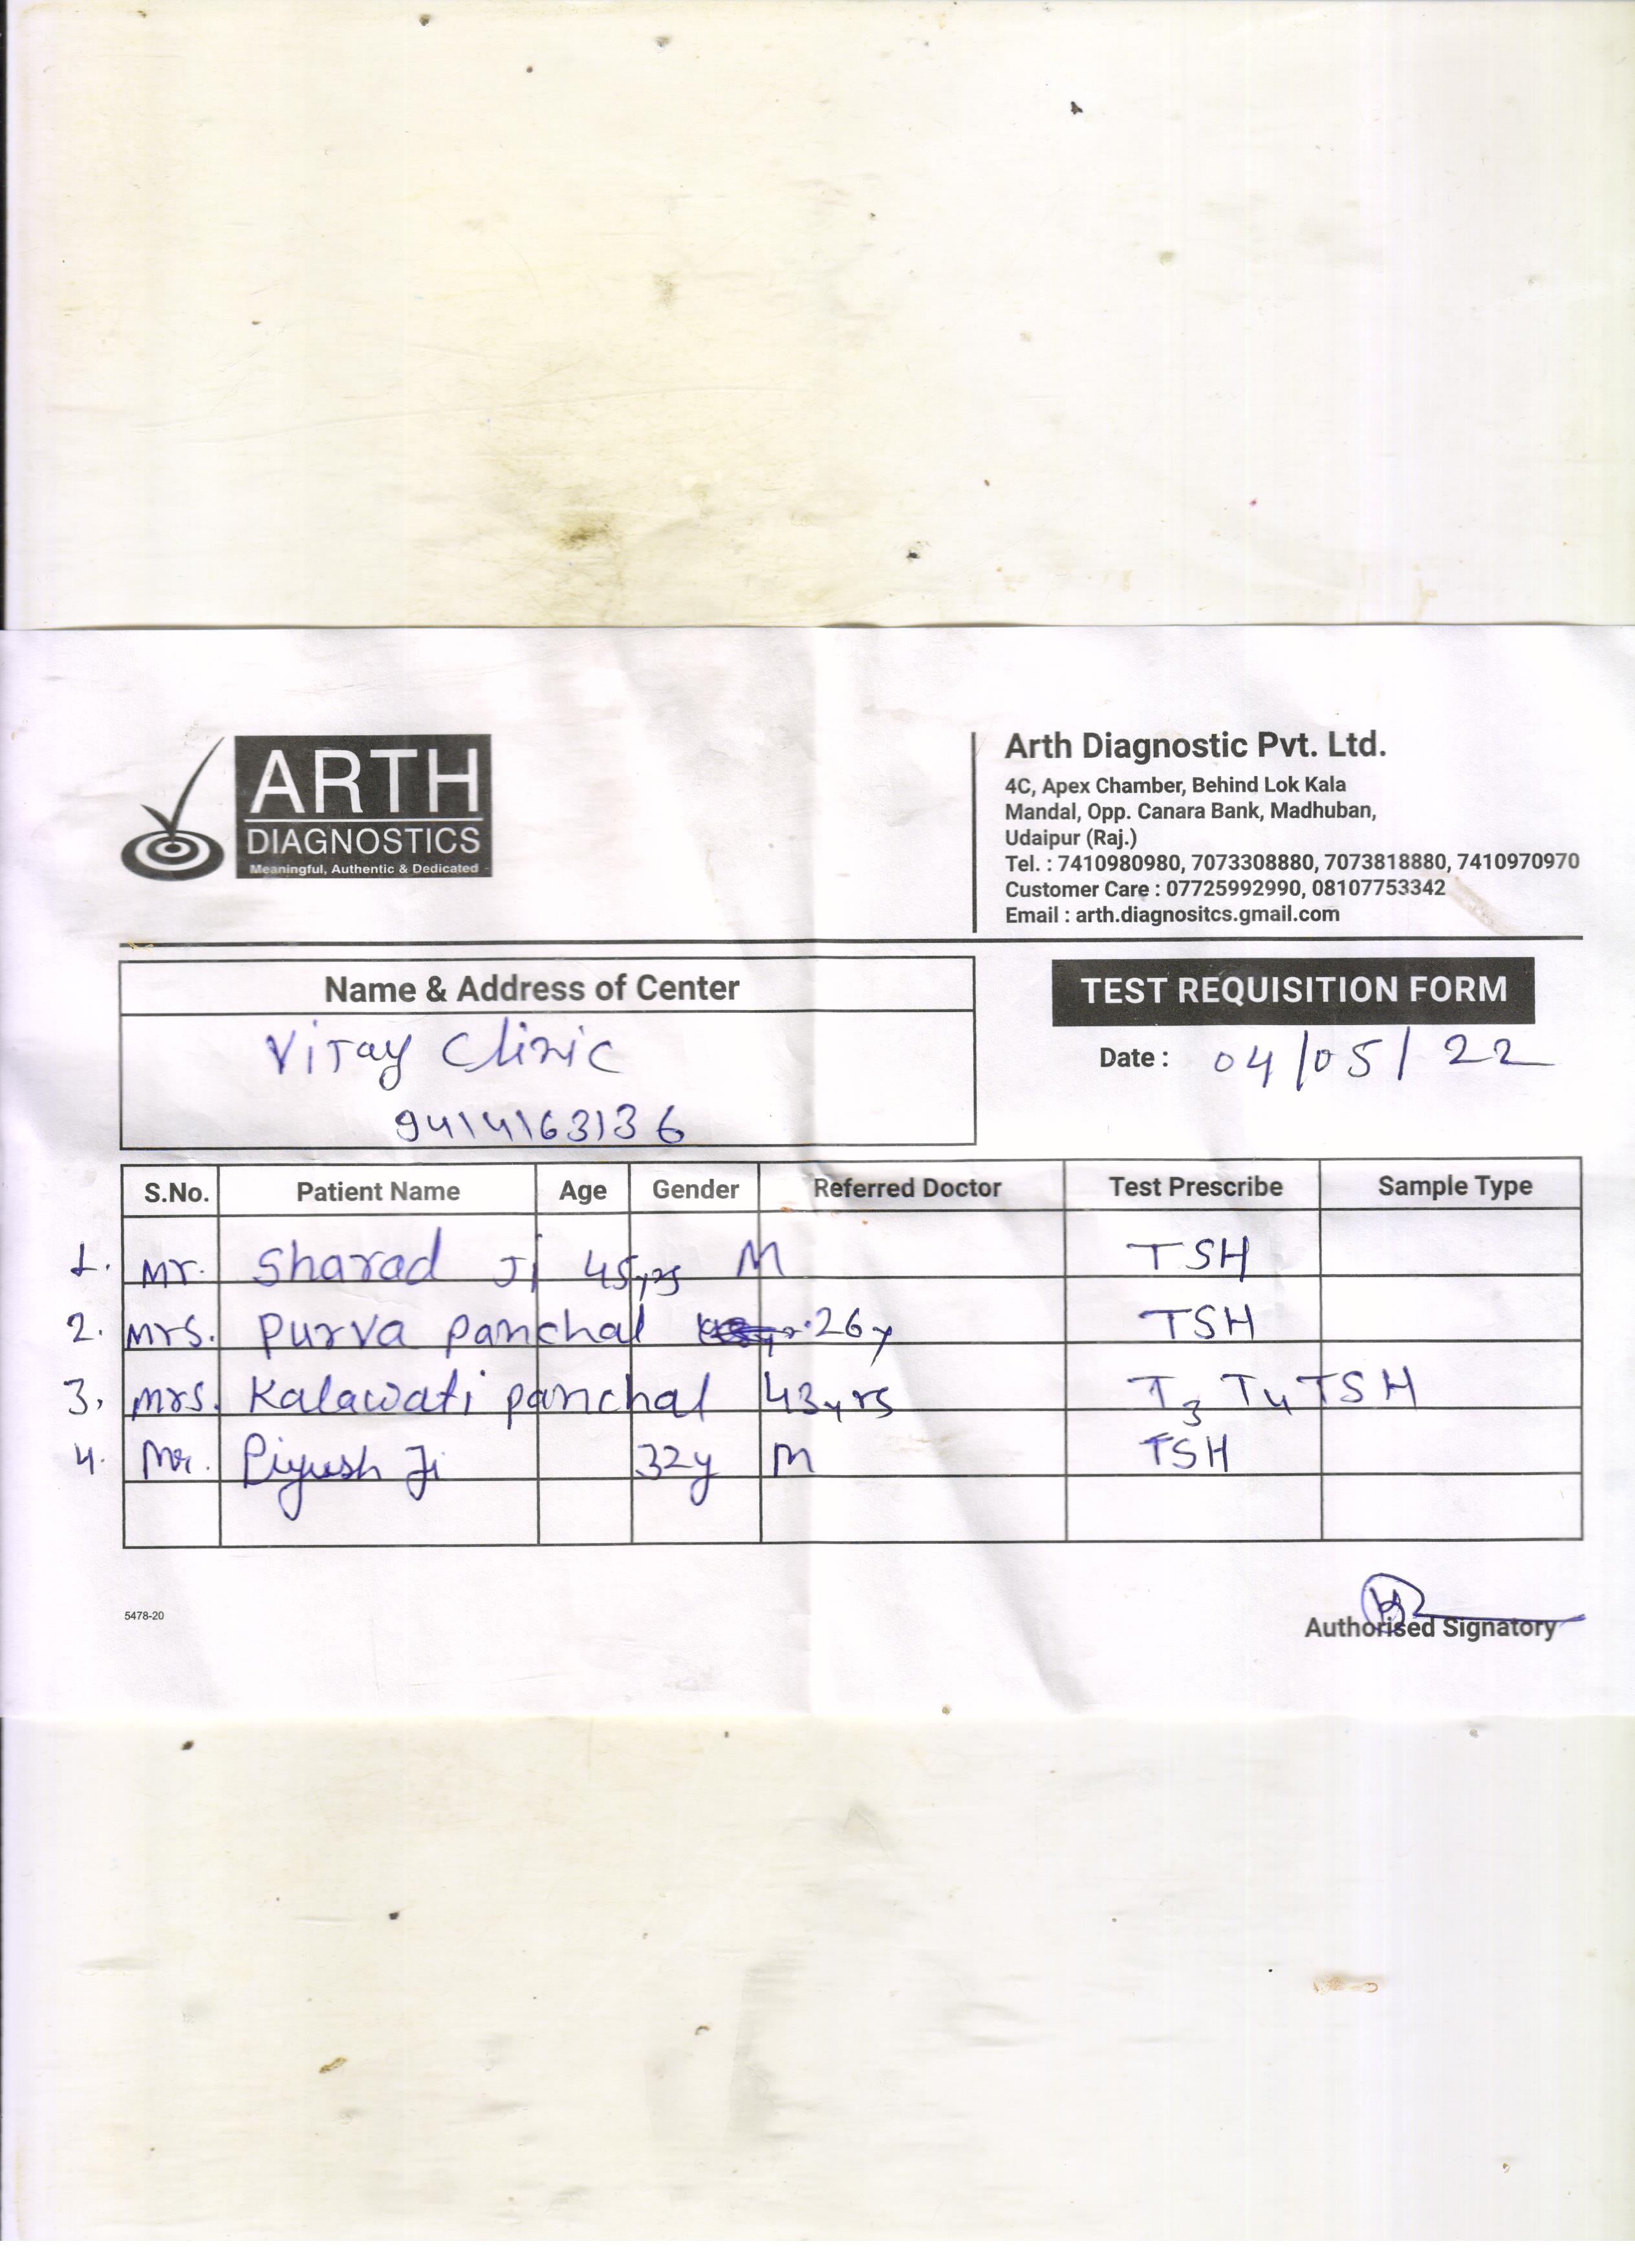 ARTH
DIAGNOSTICS
Meaningful, Authentic & Dedicated
Arth Diagnostic Pvt. Ltd.
4C, Apex Chamber, Behind Lok Kala
Mandal, Opp. Canara Bank, Madhuban,
Udaipur (Raj.)
Tel. : 7410980980, 7073308880, 7073818880, 7410970970
Customer Care : 07725992990, 08107753342
Email : arth.diagnositcs.gmail.com
Name & Address of Center
Viray Clinic
9414163136
TEST REQUISITION FORM
Date : 04/05/22
S.No. Patient Name Age Gender Referred Doctor Test Prescribe Sample Type
1. Mr. Sharad Ji 45yrs M TSH
2. Mrs. Purva Panchal 26y TSH
3. Mrs. Kalawati panchal 43yrs T3 T4 TSH
4. Mr. Piyush Ji 32y M TSH
5478-20
Authorised Signatory